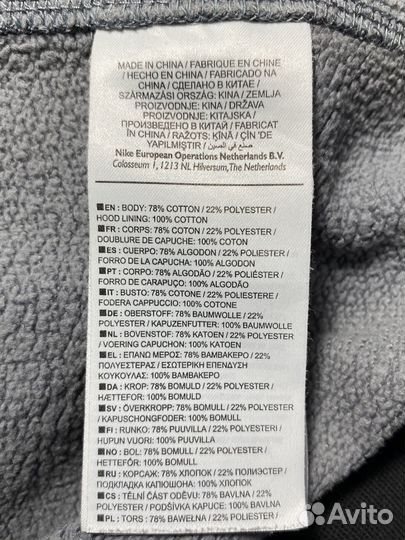 MADE IN CHINA / FABRIQUE EN CHINE
/ HECHO EN CHINA / FABRICADO NA
CHINA / СДЕЛАНО В КИТАЕ /
SZÁRMAZÁSI ORSZÁG: KÍNA / ZEMLJA
PROIZVODNJE: KINA / DRŽAVA
PROIZVODNJE: KITAJSKA /
ПРОИЗВЕДЕНО В КИТАЙ / FABRICAT
ÎN CHINA / RAŽOTS: ĶĪNĀ / ÇİN 'DE
YAPILMIŞTIR / صنع في الصين
Nike European Operations Netherlands B.V.
Colosseum 1, 1213 NL Hilversum, The Netherlands
EN : BODY: 78% COTTON / 22% POLYESTER /
HOOD LINING: 100% COTTON
FR : CORPS: 78% COTON / 22% POLYESTER /
DOUBLURE DE CAPUCHE: 100% COTON
ES : CUERPO: 78% ALGODON / 22% POLIESTER /
FORRO DE LA CAPUCHA: 100% ALGODON
PT : CORPO: 78% ALGODÃO / 22% POLIÉSTER /
FORRO DE CARAPUÇO: 100% ALGODÃO
IT : BUSTO: 78% COTONE / 22% POLIESTERE /
FODERA CAPPUCCIO: 100% COTONE
DE : OBERSTOFF: 78% BAUMWOLLE / 22%
POLYESTER / KAPUZENFUTTER: 100% BAUMWOLLE
NL : BOVENSTOF: 78% KATOEN / 22% POLYESTER
/ VOERING CAPUCHON: 100% KATOEN
EL : ΕΠΑΝΩ ΜΕΡΟΣ: 78% ΒΑΜΒΑΚΕΡΟ / 22%
ΠΟΛΥΕΣΤΕΡΑΣ / ΕΣΩΤΕΡΙΚΗ ΕΠΕΝΔΥΣΗ
ΚΟΥΚΟΥΛΑΣ: 100% ΒΑΜΒΑΚΕΡΟ
DA : KROP: 78% BOMULD / 22% POLYESTER /
HÆTTEFOR: 100% BOMULD
SV : ÖVERKROPP: 78% BOMULL / 22% POLYESTER
/ KAPUSCHONGFODER: 100% BOMULL
FI : RUNKO: 78% PUUVILLA / 22% POLYESTERI /
HUPUN VUORI: 100% PUUVILLA
NO : BOL: 78% BOMULL / 22% POLYESTER /
HETTEFÔR: 100% BOMULL
RU : КОРСАЖ: 78% ХЛОПОК / 22% ПОЛИЭСТЕР /
ПОДКЛАДКА КАПЮШОНА: 100% ХЛОПОК
CS : TĚLNÍ ČÁST ODĚVU: 78% BAVLNA / 22%
POLYESTER / PODŠÍVKA KAPUCE: 100% BAVLNA
PL : TORS: 78% BAWEŁNA / 22% POLIESTER /
Avito